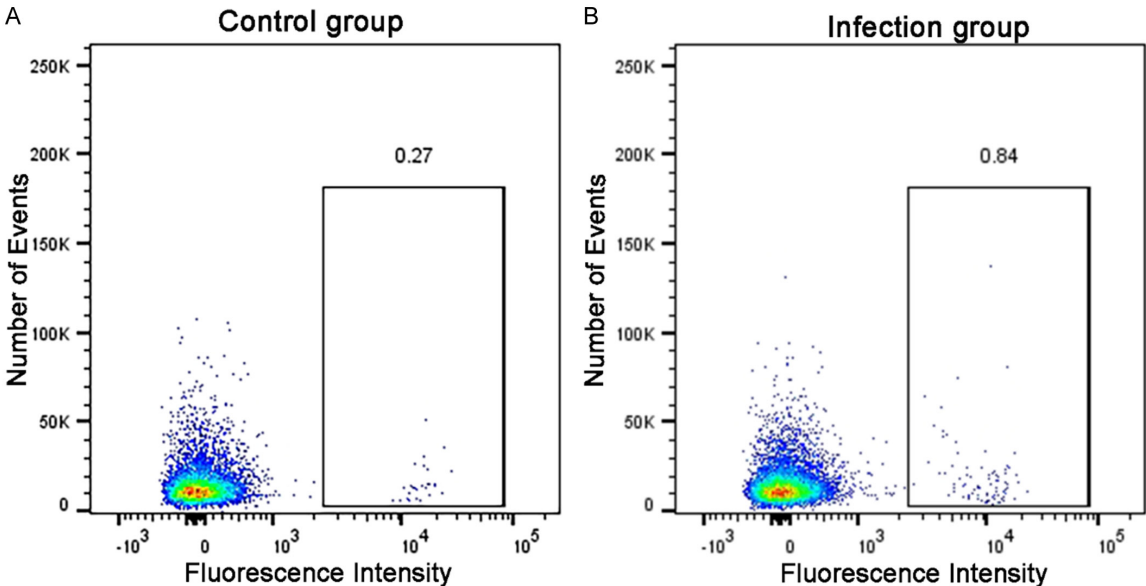 A
Control group
250K
200K
150K
100K
50K
0
Number of Events
0.27
-10³
0
10³
10⁴
10⁵
Fluorescence Intensity
B
Infection group
250K
200K
150K
100K
50K
0
Number of Events
0.84
-10³
0
10³
10⁴
10⁵
Fluorescence Intensity